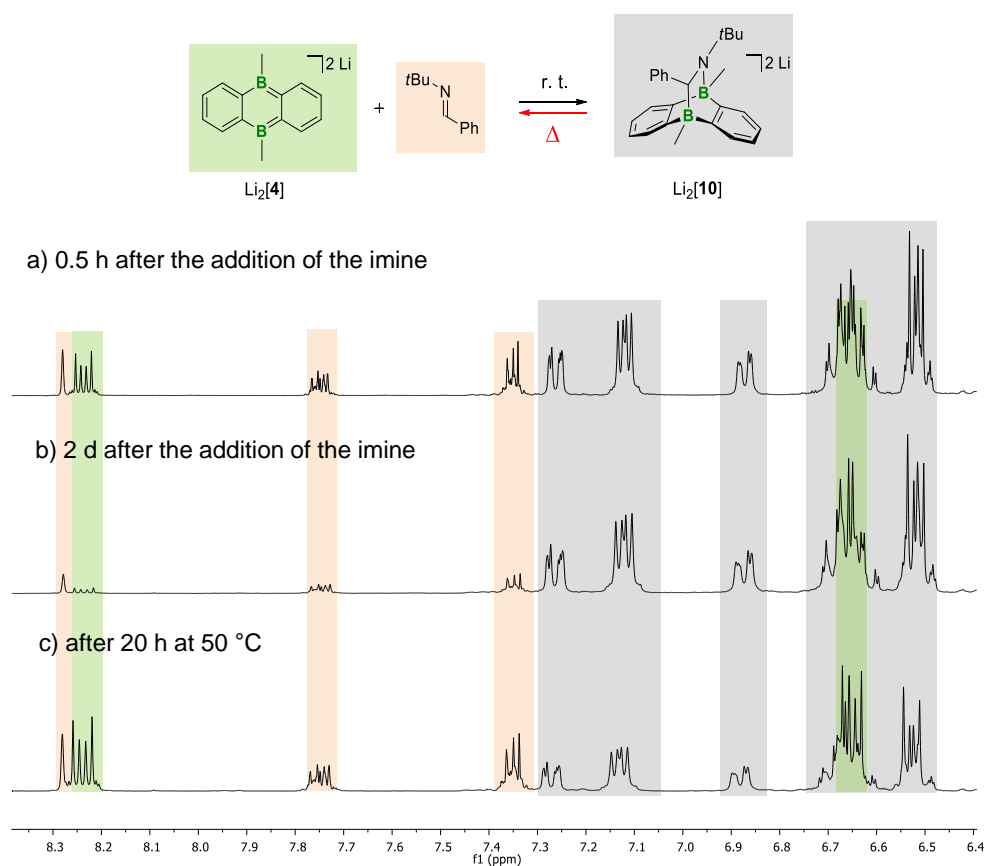 tBu
2 Li
N
2 Li
B
tBu
r. t.
Ph
N
+
B
B
Ph
Δ
B
Li2[4]
Li2[10]
a) 0.5 h after the addition of the imine
b) 2 d after the addition of the imine
c) after 20 h at 50 °C
8.3 8.2 8.1 8.0 7.9 7.8 7.7 7.6 7.5 7.4 7.3 7.2 7.1 7.0 6.9 6.8 6.7 6.6 6.5 6.4
f1 (ppm)